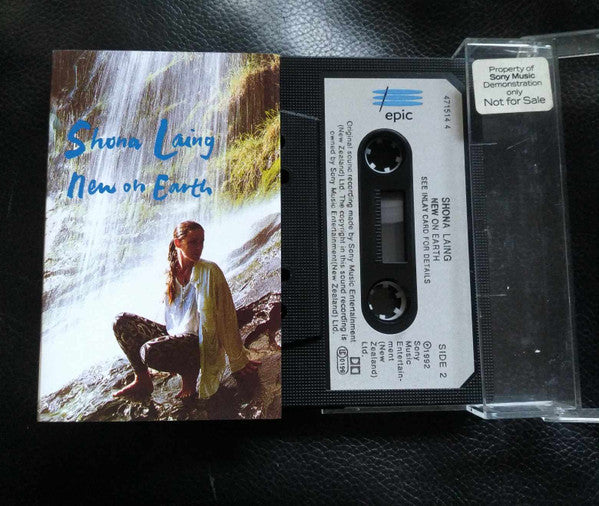 Shona Laing
New on Earth
epic
471514 4
Original sound recording made by Sony Music Entertainment
(New Zealand) Ltd. The copyright in this sound recording is
owned by Sony Music Entertainment (New Zealand) Ltd.
SHONA LAING
NEW ON EARTH
SEE INLAY CARD FOR DETAILS
SIDE 2
℗1992
Sony
Music
Entertain-
ment
(New
Zealand)
Ltd.
Property of
Sony Music
Demonstration
only
Not for Sale